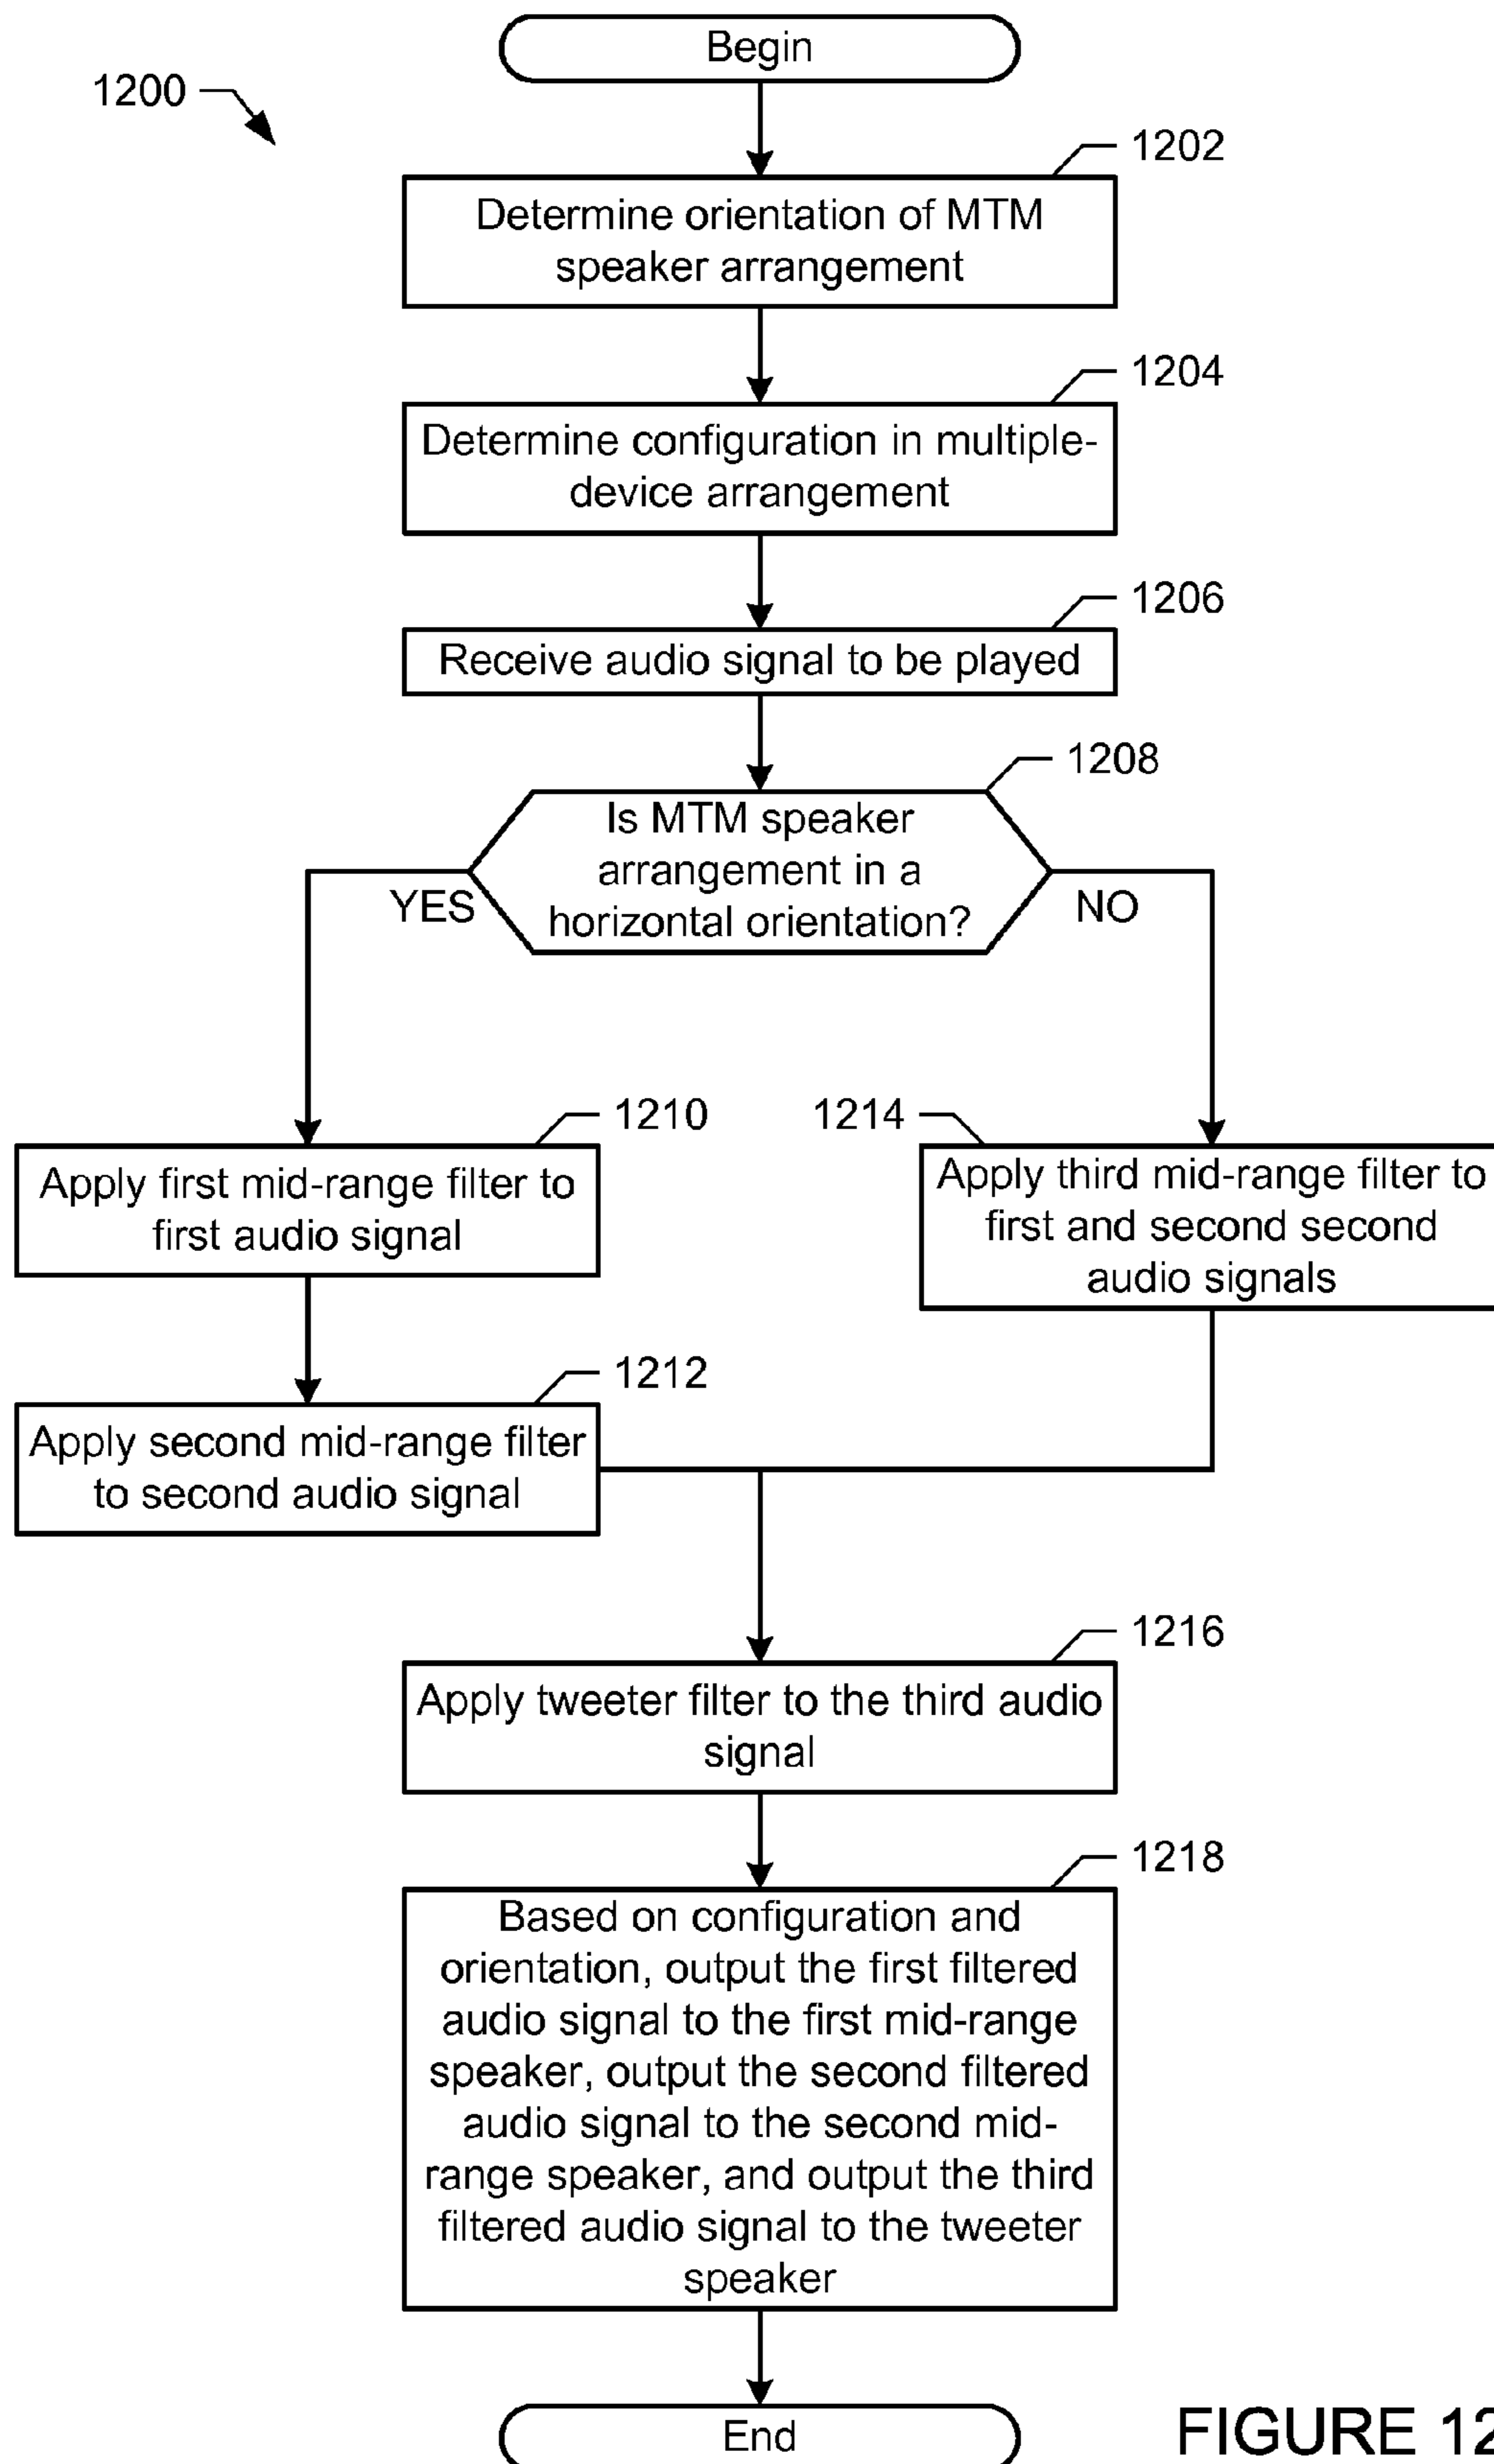 Begin
1200
1202
Determine orientation of MTM
speaker arrangement
1204
Determine configuration in multiple-
device arrangement
1206
Receive audio signal to be played
1208
Is MTM speaker
arrangement in a
horizontal orientation?
YES
NO
1210
Apply first mid-range filter to
first audio signal
1214
Apply third mid-range filter to
first and second second
audio signals
1212
Apply second mid-range filter
to second audio signal
1216
Apply tweeter filter to the third audio
signal
1218
Based on configuration and
orientation, output the first filtered
audio signal to the first mid-range
speaker, output the second filtered
audio signal to the second mid-
range speaker, and output the third
filtered audio signal to the tweeter
speaker
End
FIGURE 12